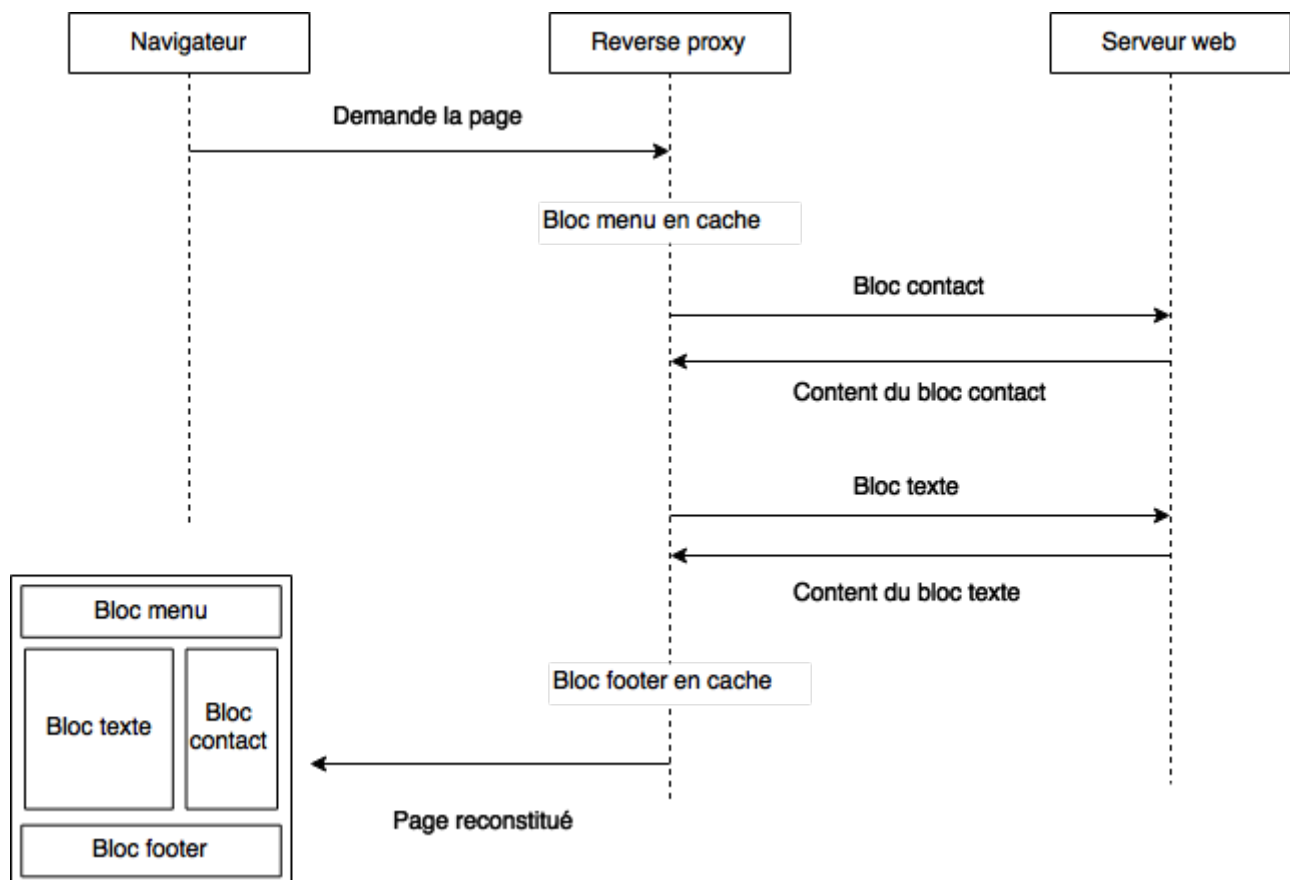 Navigateur
Reverse proxy
Serveur web
Demande la page
Bloc menu en cache
Bloc contact
Content du bloc contact
Bloc texte
Content du bloc texte
Bloc menu
Bloc texte
Bloc
contact
Bloc footer
Bloc footer en cache
Page reconstitué